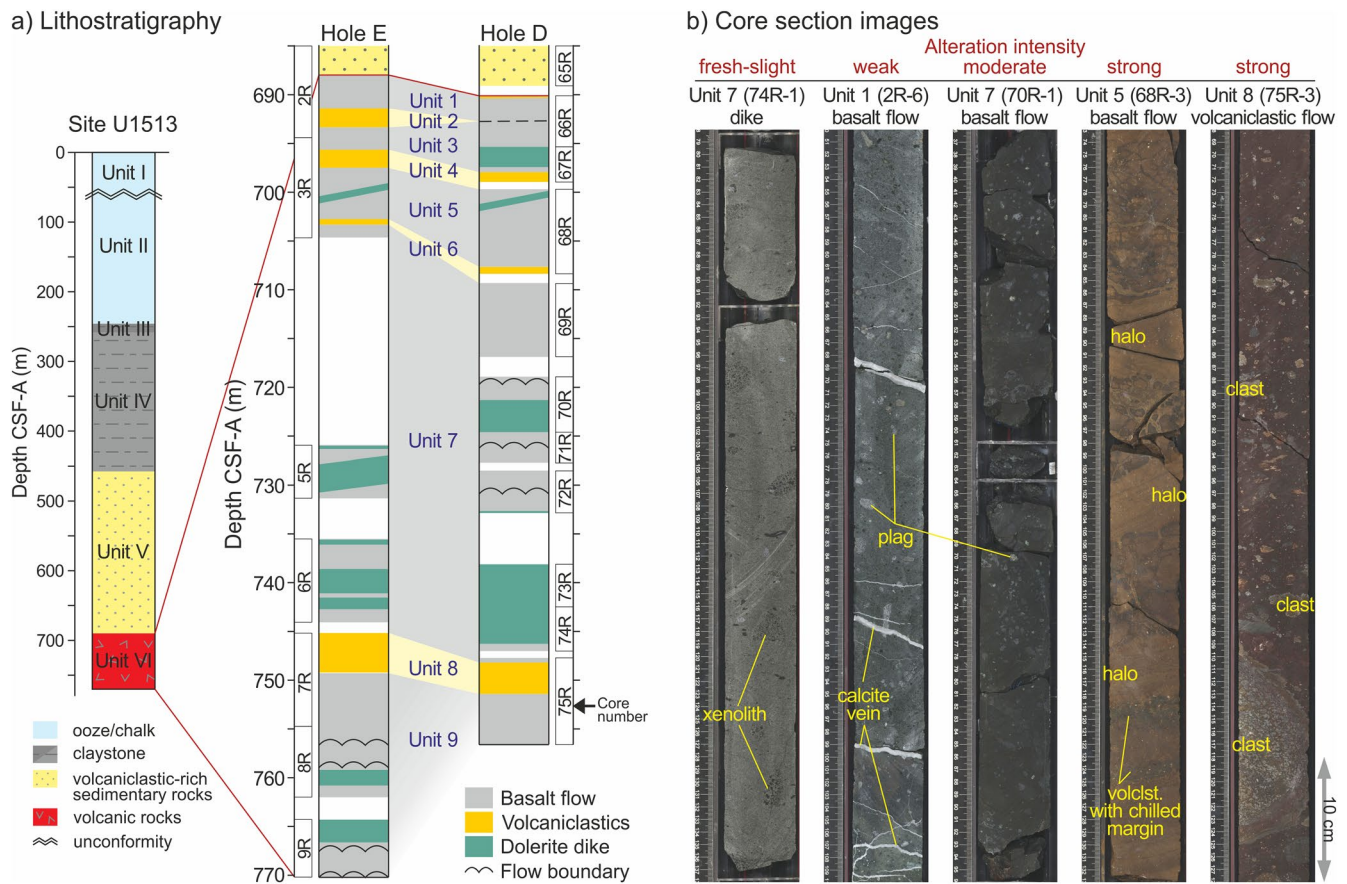 a) Lithostratigraphy
Site U1513
Depth CSF-A (m)
0
100
200
300
400
500
600
700
Unit I
Unit II
Unit III
Unit IV
Unit V
Unit VI
ooze/chalk
claystone
volcaniclastic-rich
sedimentary rocks
volcanic rocks
unconformity
Hole E
Hole D
Depth CSF-A (m)
690
700
710
720
730
740
750
760
770
2R
3R
5R
6R
7R
8R
9R
Unit 1
Unit 2
Unit 3
Unit 4
Unit 5
Unit 6
Unit 7
Unit 8
Unit 9
65R
66R
67R
68R
69R
70R
71R
72R
73R
74R
75R
Core
number
Basalt flow
Volcaniclastics
Dolerite dike
Flow boundary
b) Core section images
Alteration intensity
fresh-slight
weak
moderate
strong
strong
Unit 7 (74R-1)
dike
Unit 1 (2R-6)
basalt flow
Unit 7 (70R-1)
basalt flow
Unit 5 (68R-3)
basalt flow
Unit 8 (75R-3)
volcaniclastic flow
xenolith
plag
calcite
vein
halo
halo
halo
volclst.
with chilled
margin
clast
clast
clast
10 cm